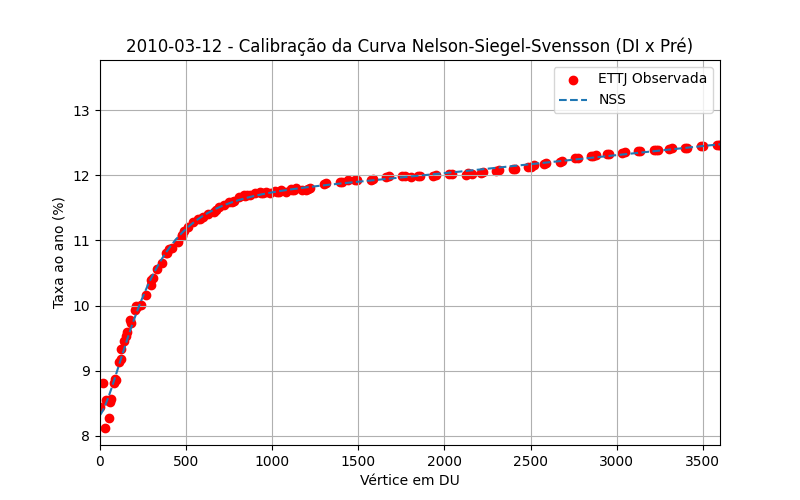 2010-03-12 - Calibração da Curva Nelson-Siegel-Svensson (DI x Pré)
ETTJ Observada
NSS
Taxa ao ano (%)
13
12
11
10
9
8
0 500 1000 1500 2000 2500 3000 3500
Vértice em DU